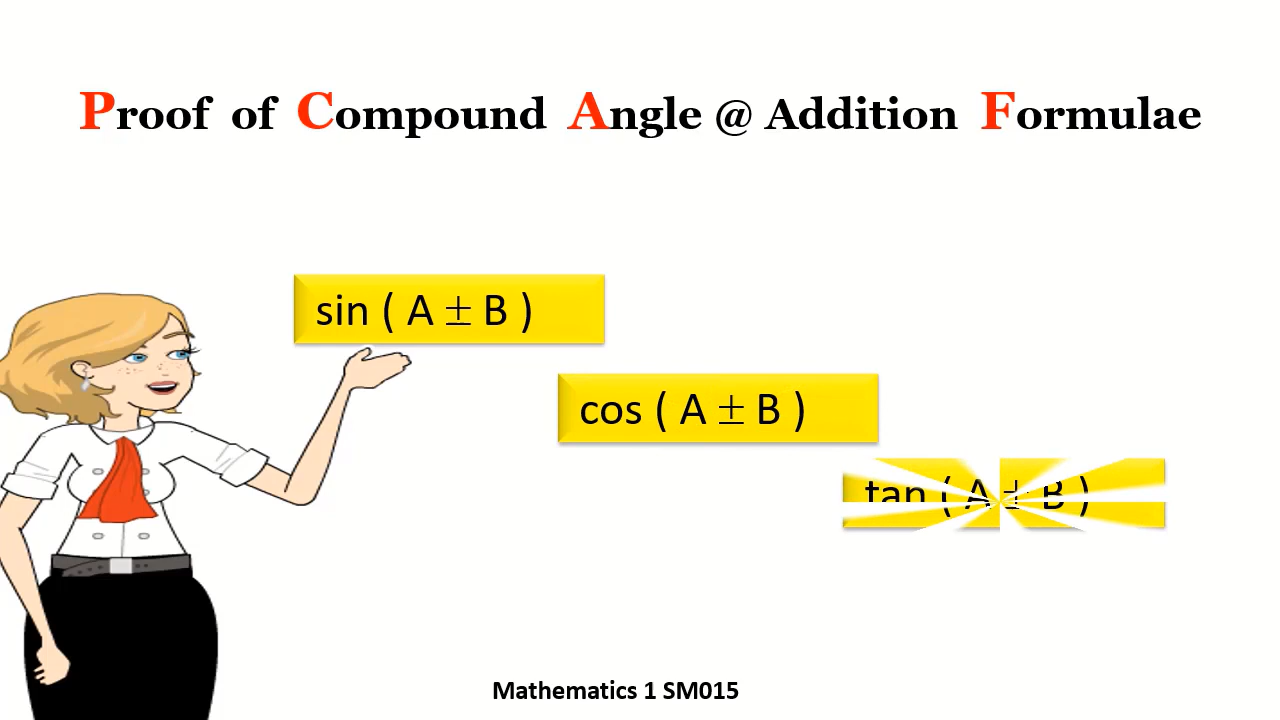 Proof of Compound Angle @ Addition Formulae
sin ( A ± B )
cos ( A ± B )
tan ( A ± B )
Mathematics 1 SM015